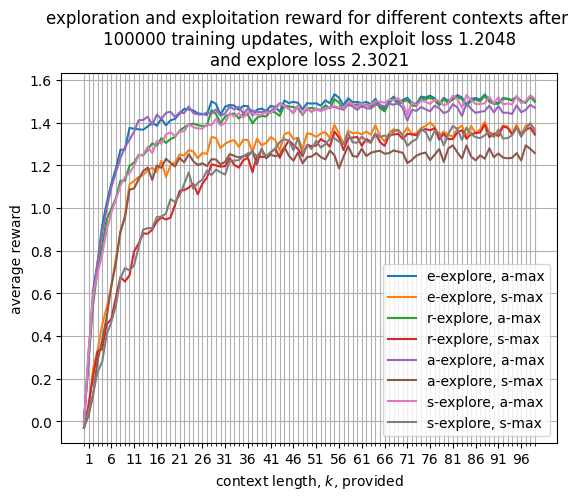 exploration and exploitation reward for different contexts after
100000 training updates, with exploit loss 1.2048
and explore loss 2.3021
1.6
1.4
1.2
1.0
0.8
0.6
0.4
0.2
0.0
average reward
e-explore, a-max
e-explore, s-max
r-explore, a-max
r-explore, s-max
a-explore, a-max
a-explore, s-max
s-explore, a-max
s-explore, s-max
1 6 11 16 21 26 31 36 41 46 51 56 61 66 71 76 81 86 91 96
context length, k, provided